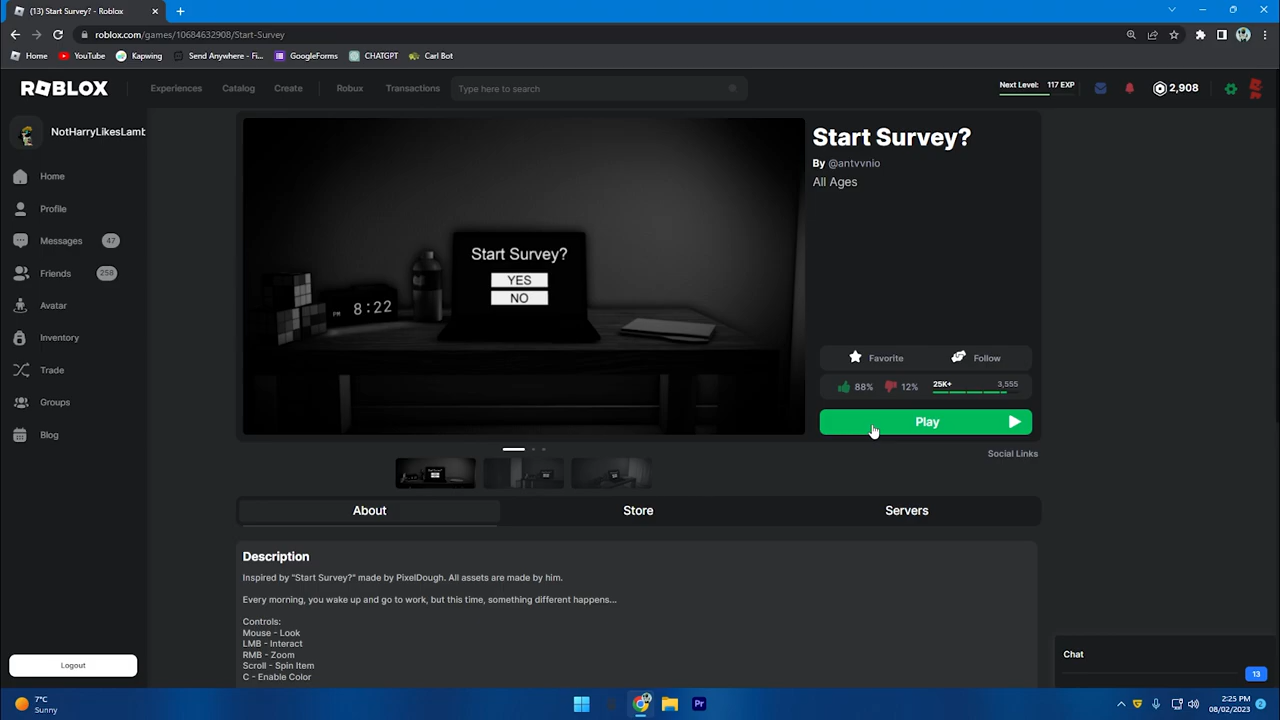 (13) Start Survey? - Roblox
roblox.com/games/10684632908/Start-Survey
Home YouTube Kapwing Send Anywhere - Fi... GoogleForms CHATGPT Carl Bot
ROBLOX Experiences Catalog Create Robux Transactions Type here to search Next Level: 117 EXP 2,908
NotHarryLikesLamb
Home
Profile
Messages 47
Friends 258
Avatar
Inventory
Trade
Groups
Blog
Logout
Start Survey?
YES
NO
PM 8:22
Start Survey?
By @antvvnio
All Ages
Favorite Follow
88% 12% 25K+ 3,555
Play
Social Links
About Store Servers
Description
Inspired by "Start Survey?" made by PixelDough. All assets are made by him.
Every morning, you wake up and go to work, but this time, something different happens...
Controls:
Mouse - Look
LMB - Interact
RMB - Zoom
Scroll - Spin Item
C - Enable Color
Chat
13
7°C
Sunny
Pr
2:25 PM
08/02/2023
2